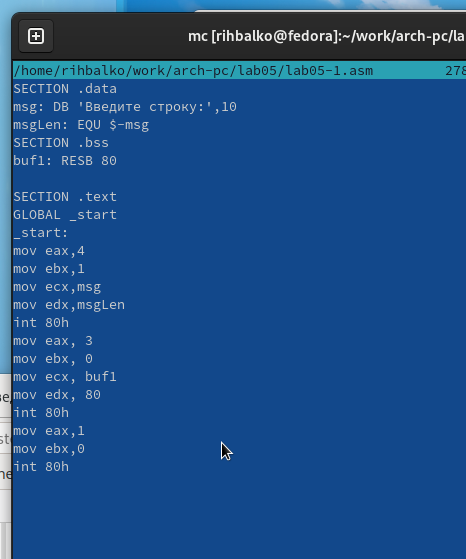 mc [rihbalko@fedora]:~/work/arch-pc/la
/home/rihbalko/work/arch-pc/lab05/lab05-1.asm 278
SECTION .data
msg: DB 'Введите строку:',10
msgLen: EQU $-msg
SECTION .bss
buf1: RESB 80
SECTION .text
GLOBAL _start
_start:
mov eax,4
mov ebx,1
mov ecx,msg
mov edx,msgLen
int 80h
mov eax, 3
mov ebx, 0
mov ecx, buf1
mov edx, 80
int 80h
mov eax,1
mov ebx,0
int 80h